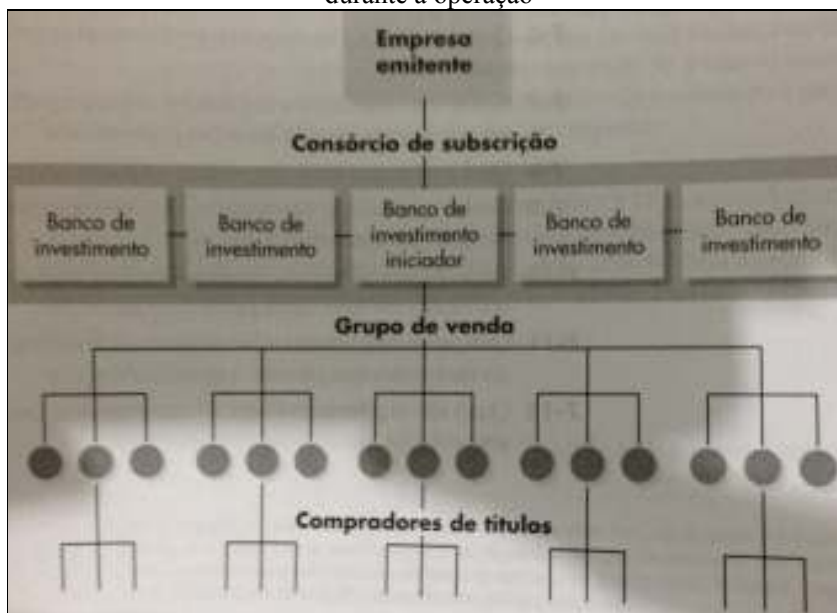 durante a operação
Empresa
emitente
Consórcio de subscrição
Banco de
investimento
Banco de
investimento
Banco de
investimento
iniciador
Banco de
investimento
Banco de
investimento
Grupo de venda
Compradores de títulos